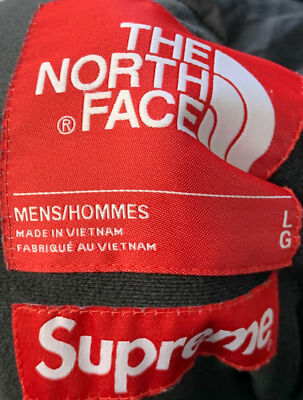 THE
NORTH
FACE
®
MENS/HOMMES
L
MADE IN VIETNAM
G
FABRIQUÉ AU VIETNAM
Supreme